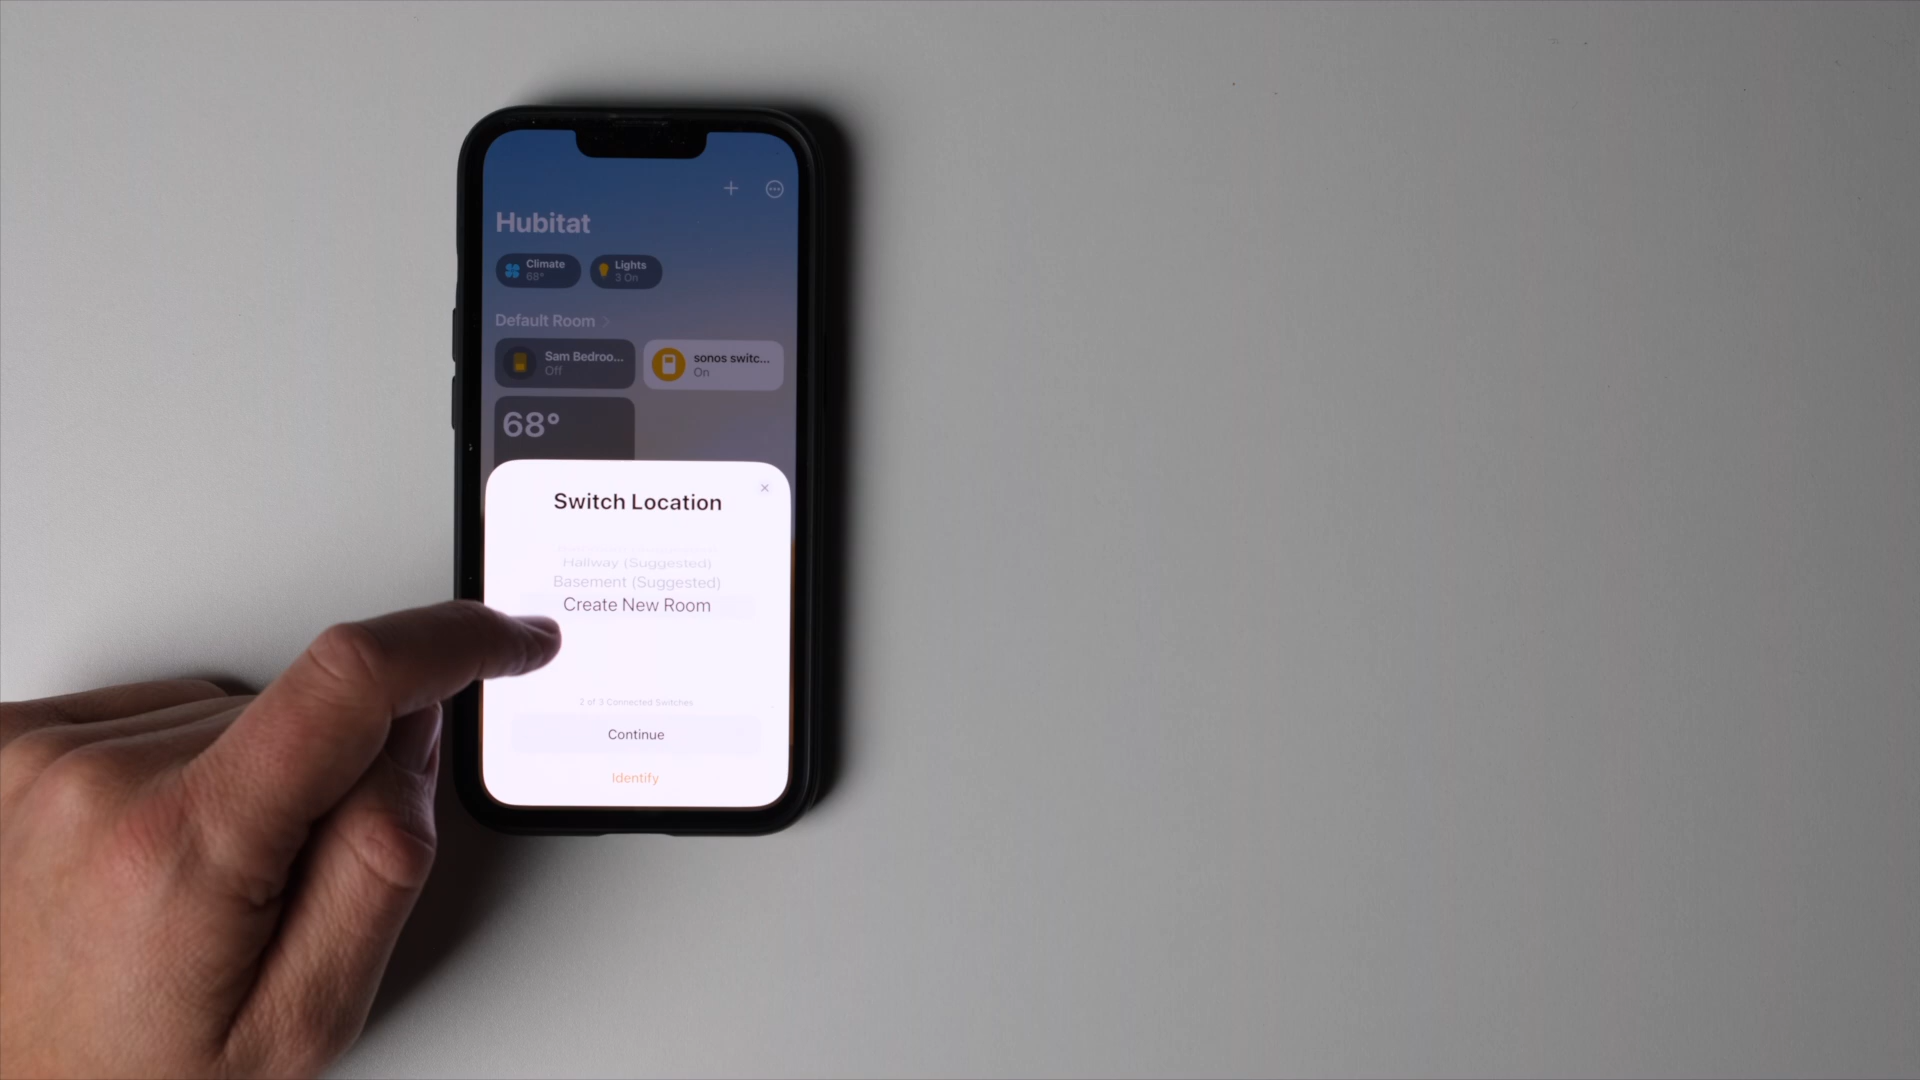 Hubitat
Climate
68°
Lights
3 On
Default Room
Sam Bedroo...
Off
sonos switc...
On
68°
Switch Location
Hallway (Suggested)
Basement (Suggested)
Create New Room
2 of 3 Connected Switches
Continue
Identify